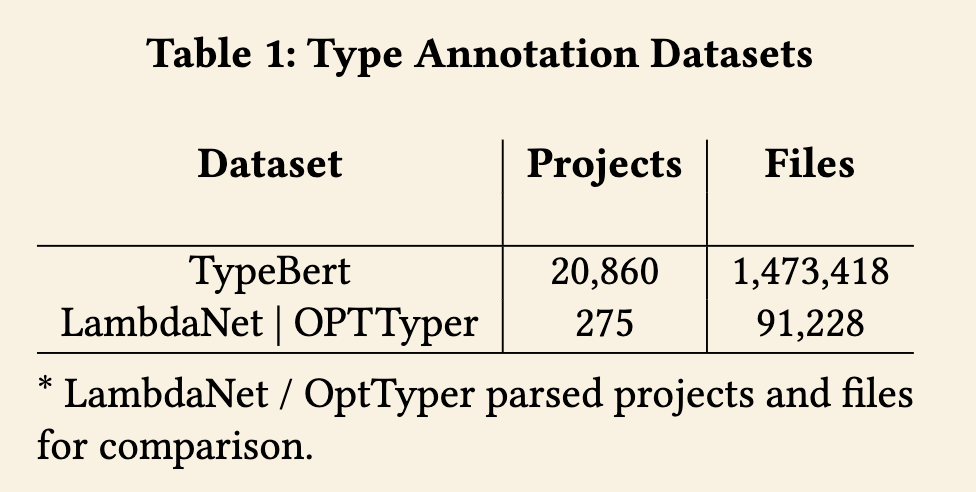 Table 1: Type Annotation Datasets
Dataset Projects Files
TypeBert 20,860 1,473,418
LambdaNet | OPTTyper 275 91,228
* LambdaNet / OptTyper parsed projects and files
for comparison.